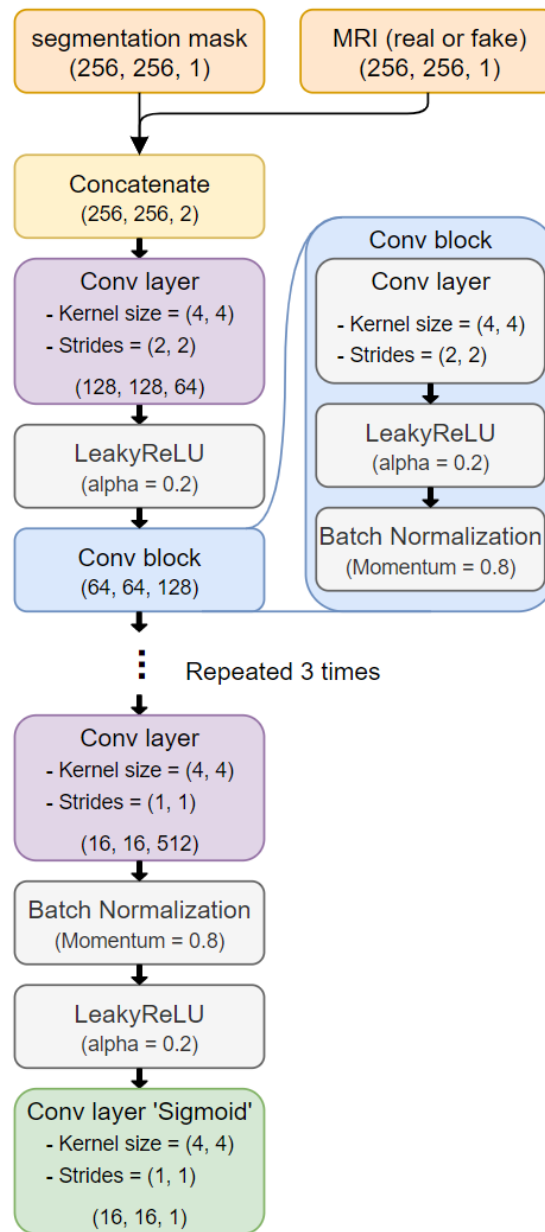 segmentation mask
(256, 256, 1)
MRI (real or fake)
(256, 256, 1)
Concatenate
(256, 256, 2)
Conv layer
- Kernel size = (4, 4)
- Strides = (2, 2)
(128, 128, 64)
LeakyReLU
(alpha = 0.2)
Conv block
(64, 64, 128)
Conv block
Conv layer
- Kernel size = (4, 4)
- Strides = (2, 2)
LeakyReLU
(alpha = 0.2)
Batch Normalization
(Momentum = 0.8)
Repeated 3 times
Conv layer
- Kernel size = (4, 4)
- Strides = (1, 1)
(16, 16, 512)
Batch Normalization
(Momentum = 0.8)
LeakyReLU
(alpha = 0.2)
Conv layer 'Sigmoid'
- Kernel size = (4, 4)
- Strides = (1, 1)
(16, 16, 1)